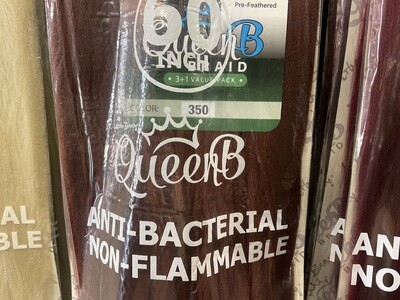 60
INCH
Pre-Feathered
QueenB
BRAID
3+1 VALUE PACK
COLOR: 350
QueenB
ANTI-BACTERIAL
NON-FLAMMABLE
AL
BLE
A
N
AN
NO